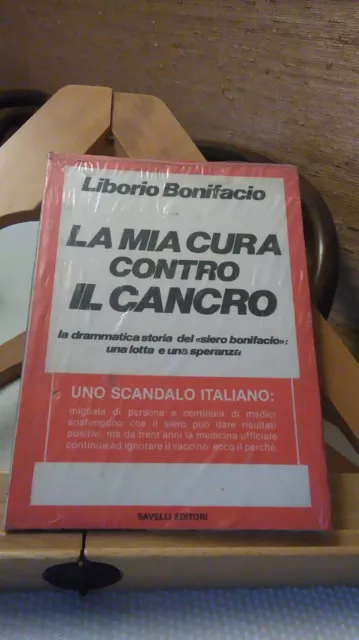 Liborio Bonifacio
LA MIA CURA
CONTRO
IL CANCRO
la drammatica storia del «siero bonifacio»:
una lotta e una speranza
UNO SCANDALO ITALIANO:
migliaia di persone e centinaia di medici
sostengono che il siero può dare risultati
positivi, ma da trent'anni la medicina ufficiale
continua ad ignorare il vaccino: ecco il perché.
SAVELLI EDITORI